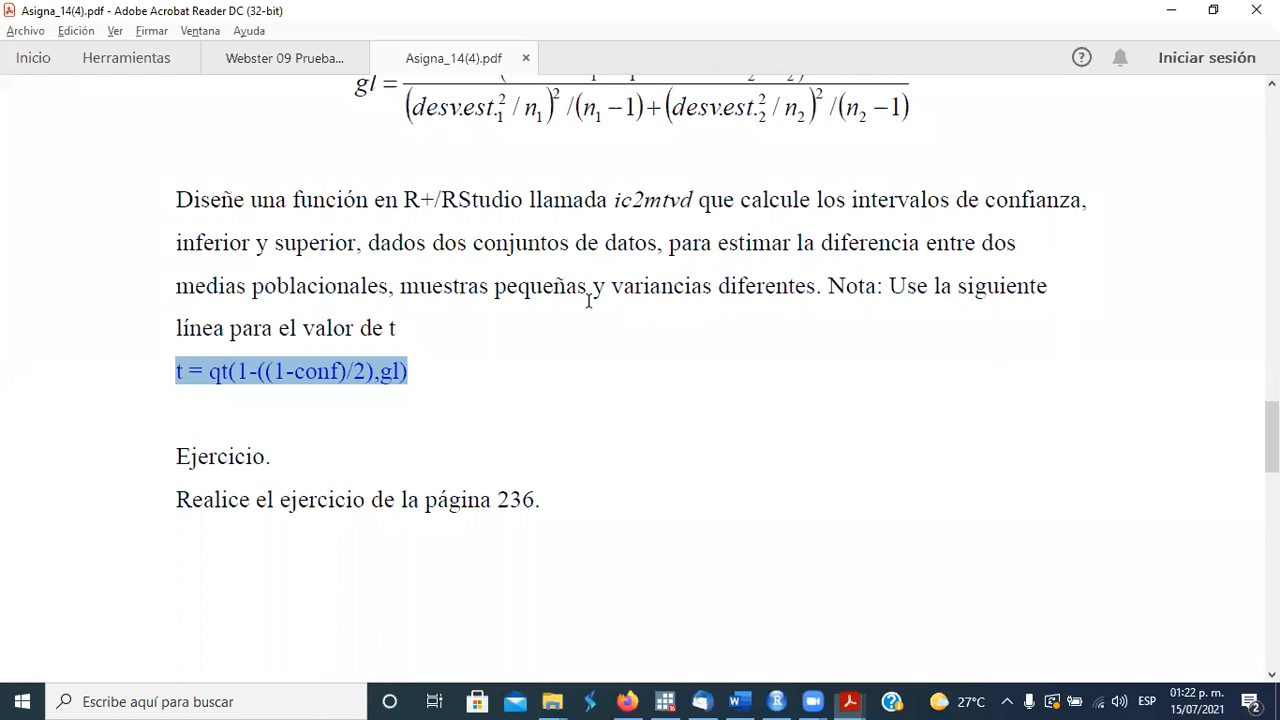 Asigna_14(4).pdf - Adobe Acrobat Reader DC (32-bit)
Archivo Edición Ver Firmar Ventana Ayuda
Inicio Herramientas Webster 09 Prueba... Asigna_14(4).pdf × Iniciar sesión
gl =
(desv.est.₁² / n₁)² /(n₁ −1)+(desv.est.₂² / n₂)² /(n₂ −1)
Diseñe una función en R+/RStudio llamada ic2mtvd que calcule los intervalos de confianza,
inferior y superior, dados dos conjuntos de datos, para estimar la diferencia entre dos
medias poblacionales, muestras pequeñas y variancias diferentes. Nota: Use la siguiente
línea para el valor de t
t = qt(1-((1-conf)/2),gl)
Ejercicio.
Realice el ejercicio de la página 236.
Escribe aquí para buscar
27°C
ESP
01:22 p. m.
15/07/2021
2